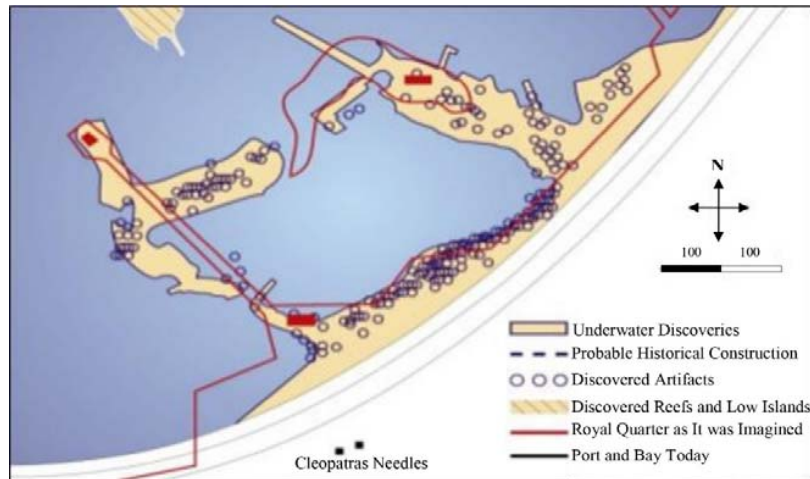 N
100 100
Underwater Discoveries
Probable Historical Construction
Discovered Artifacts
Discovered Reefs and Low Islands
Royal Quarter as It was Imagined
Port and Bay Today
Cleopatras Needles